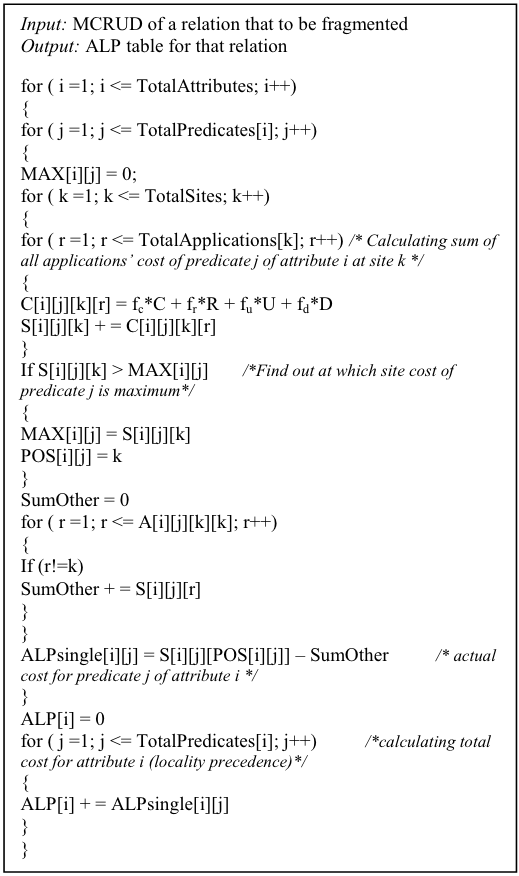 Input: MCRUD of a relation that to be fragmented
Output: ALP table for that relation
for ( i =1; i <= TotalAttributes; i++)
{
for ( j =1; j <= TotalPredicates[i]; j++)
{
MAX[i][j] = 0;
for ( k =1; k <= TotalSites; k++)
{
for ( r =1; r <= TotalApplications[k]; r++) /* Calculating sum of
all applications’ cost of predicate j of attribute i at site k */
{
C[i][j][k][r] = fc*C + fr*R + fu*U + fd*D
S[i][j][k] + = C[i][j][k][r]
}
If S[i][j][k] > MAX[i][j] /*Find out at which site cost of
predicate j is maximum*/
{
MAX[i][j] = S[i][j][k]
POS[i][j] = k
}
SumOther = 0
for ( r =1; r <= A[i][j][k][k]; r++)
{
If (r!=k)
SumOther + = S[i][j][r]
}
}
ALPsingle[i][j] = S[i][j][POS[i][j]] – SumOther /* actual
cost for predicate j of attribute i */
}
ALP[i] = 0
for ( j =1; j <= TotalPredicates[i]; j++) /*calculating total
cost for attribute i (locality precedence)*/
{
ALP[i] + = ALPsingle[i][j]
}
}